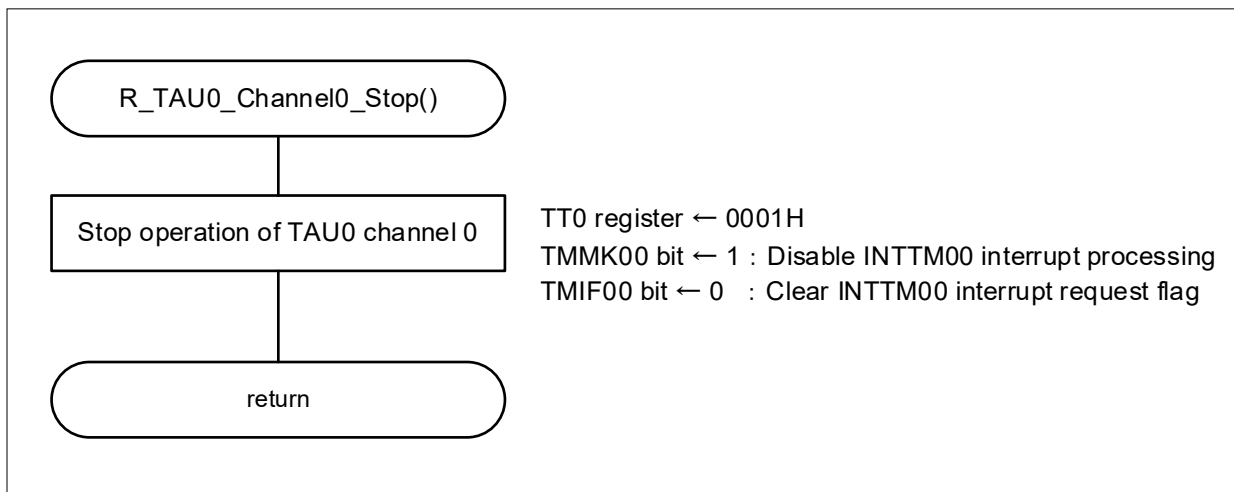 R_TAU0_Channel0_Stop()
Stop operation of TAU0 channel 0
TT0 register ← 0001H
TMMK00 bit ← 1 : Disable INTTM00 interrupt processing
TMIF00 bit ← 0 : Clear INTTM00 interrupt request flag
return